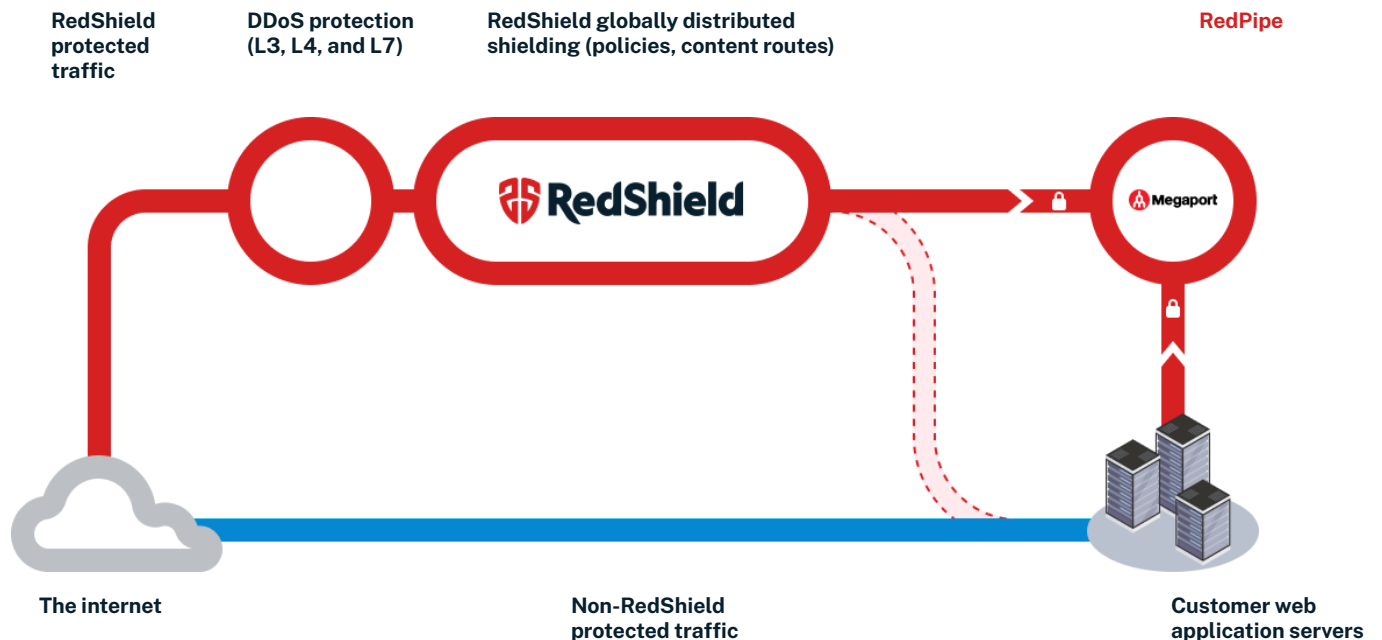 RedShield
protected
traffic
DDoS protection
(L3, L4, and L7)
RedShield globally distributed
shielding (policies, content routes)
RedPipe
RedShield
Megaport
The internet
Non-RedShield
protected traffic
Customer web
application servers